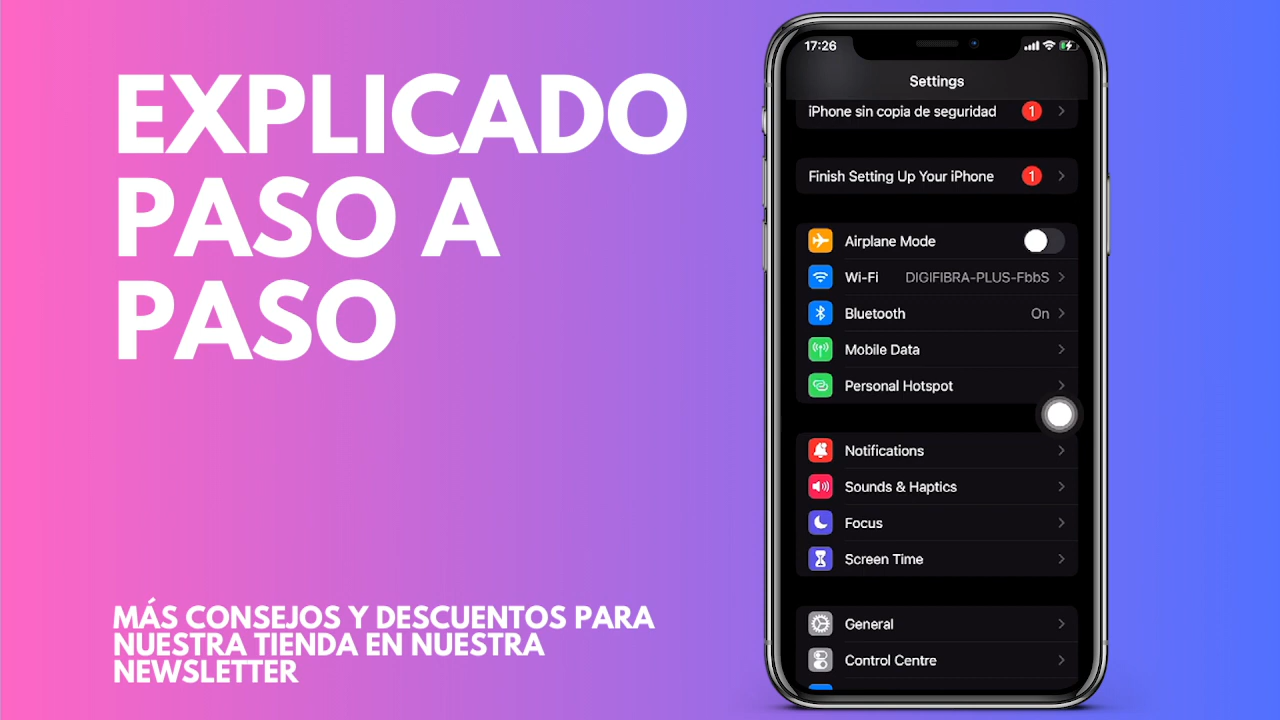 EXPLICADO
PASO A
PASO
MÁS CONSEJOS Y DESCUENTOS PARA
NUESTRA TIENDA EN NUESTRA
NEWSLETTER
17:26
Settings
iPhone sin copia de seguridad 1
Finish Setting Up Your iPhone 1
Airplane Mode
Wi-Fi DIGIFIBRA-PLUS-FbbS
Bluetooth On
Mobile Data
Personal Hotspot
Notifications
Sounds & Haptics
Focus
Screen Time
General
Control Centre